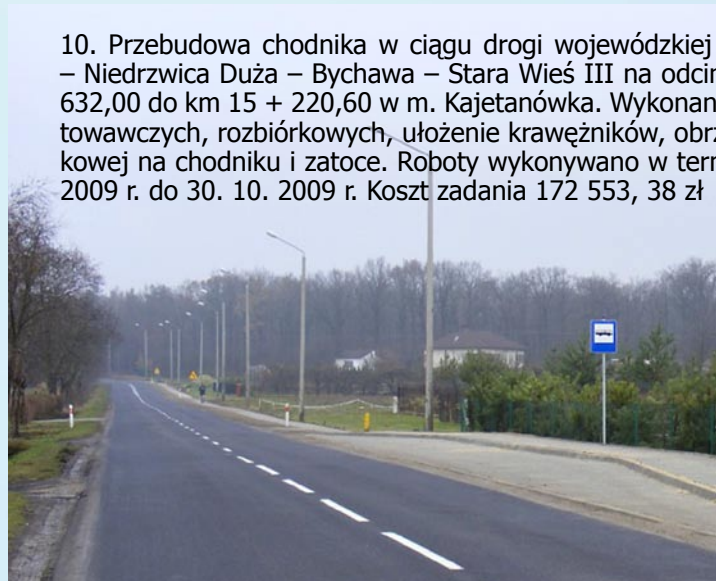 10. Przebudowa chodnika w ciągu drogi wojewódzkiej
– Niedrzwica Duża – Bychawa – Stara Wieś III na odcin
632,00 do km 15 + 220,60 w m. Kajetanówka. Wykonan
towawczych, rozbiórkowych, ułożenie krawężników, obrz
kowej na chodniku i zatoce. Roboty wykonywano w tern
2009 r. do 30. 10. 2009 r. Koszt zadania 172 553, 38 zł